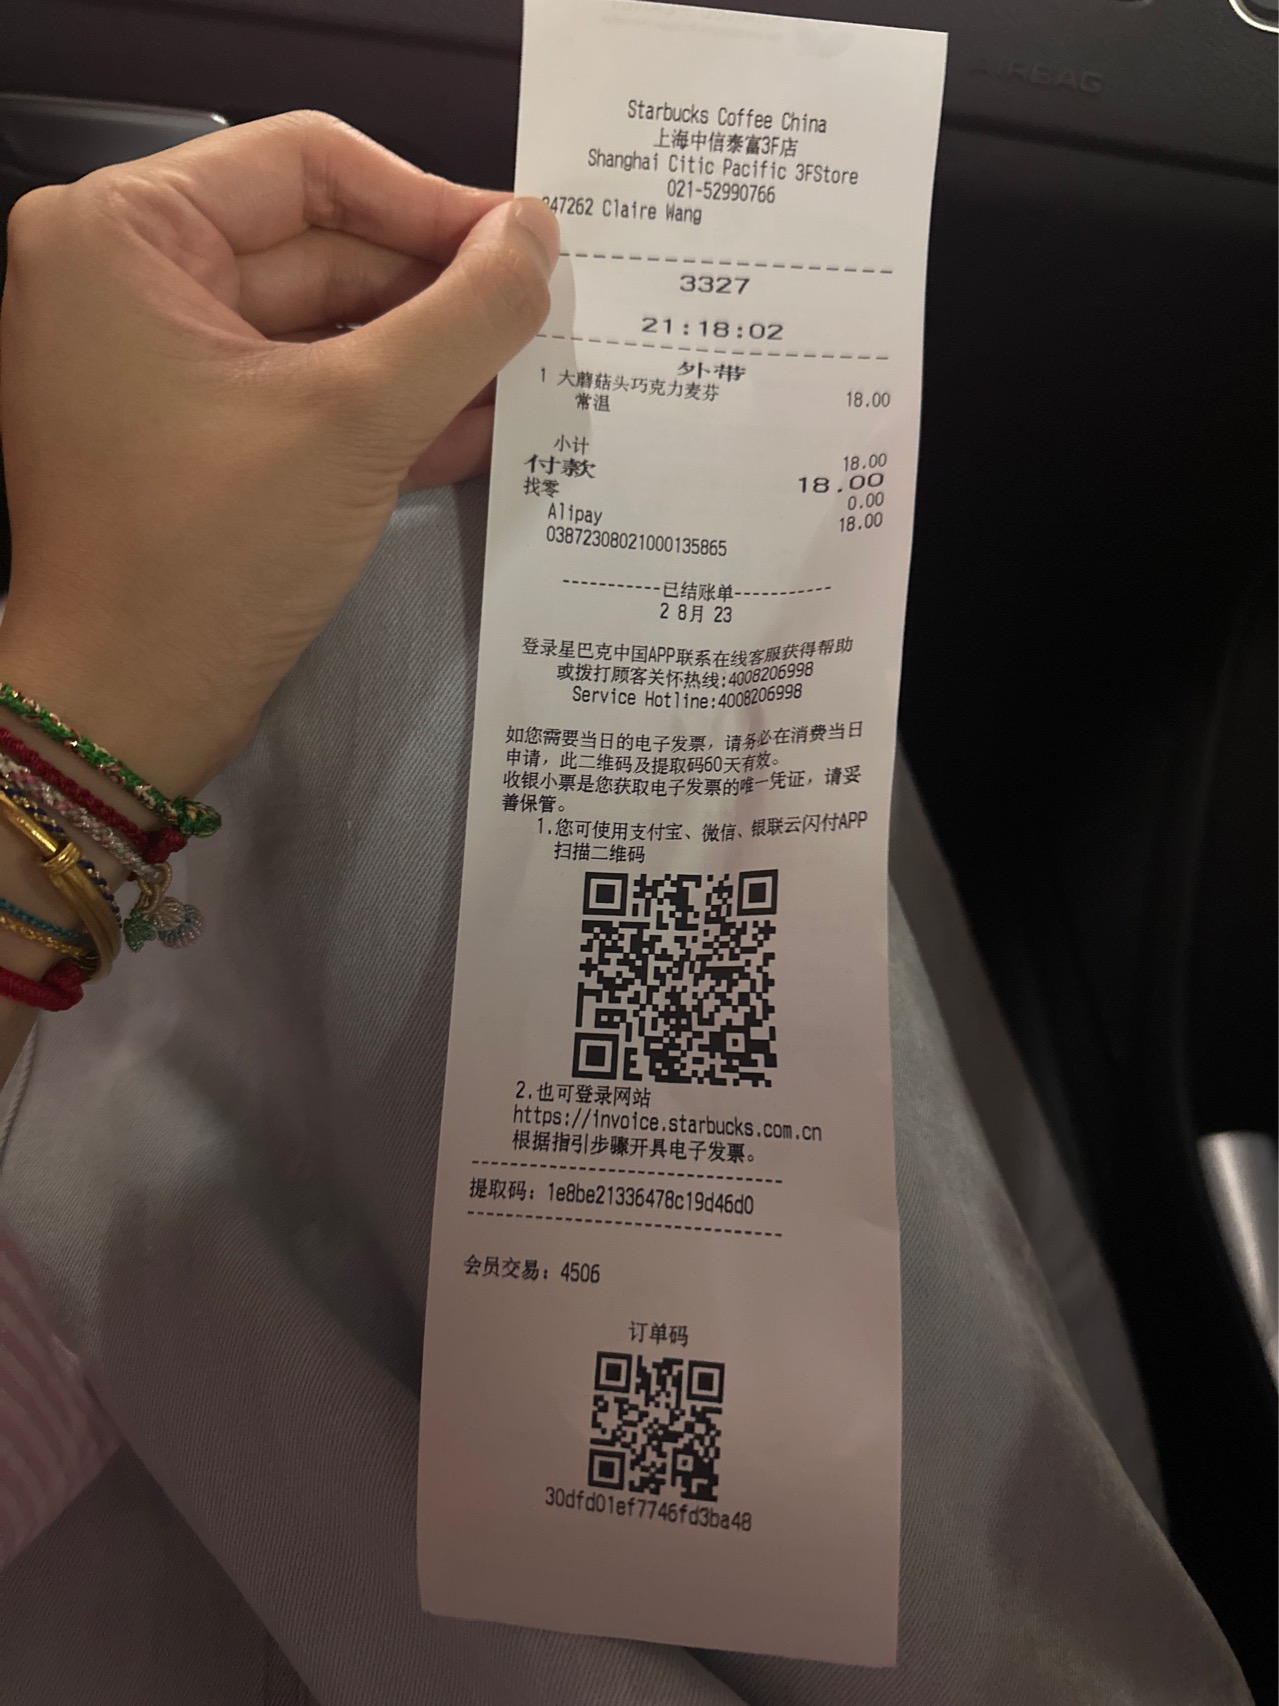 Starbucks Coffee China
上海中信泰富3F店
Shanghai Citic Pacific 3FStore
021-52990766
47262 Claire Wang
3327
21:18:02
外带
1 大蘑菇头巧克力麦芬 18.00
常温
小计 18.00
付款 18.00
找零 0.00
Alipay 18.00
03872308021000135865
-----------已结账单-----------
2 8月 23
登录星巴克中国APP联系在线客服获得帮助
或拨打顾客关怀热线:4008206998
Service Hotline:4008206998
如您需要当日的电子发票，请务必在消费当日
申请，此二维码及提取码60天有效。
收银小票是您获取电子发票的唯一凭证，请妥
善保管。
1.您可使用支付宝、微信、银联云闪付APP
扫描二维码
2.也可登录网站
https://invoice.starbucks.com.cn
根据指引步骤开具电子发票。
提取码：1e8be21336478c19d46d0
会员交易：4506
订单码
30dfd01ef7746fd3ba48
AIRBAG